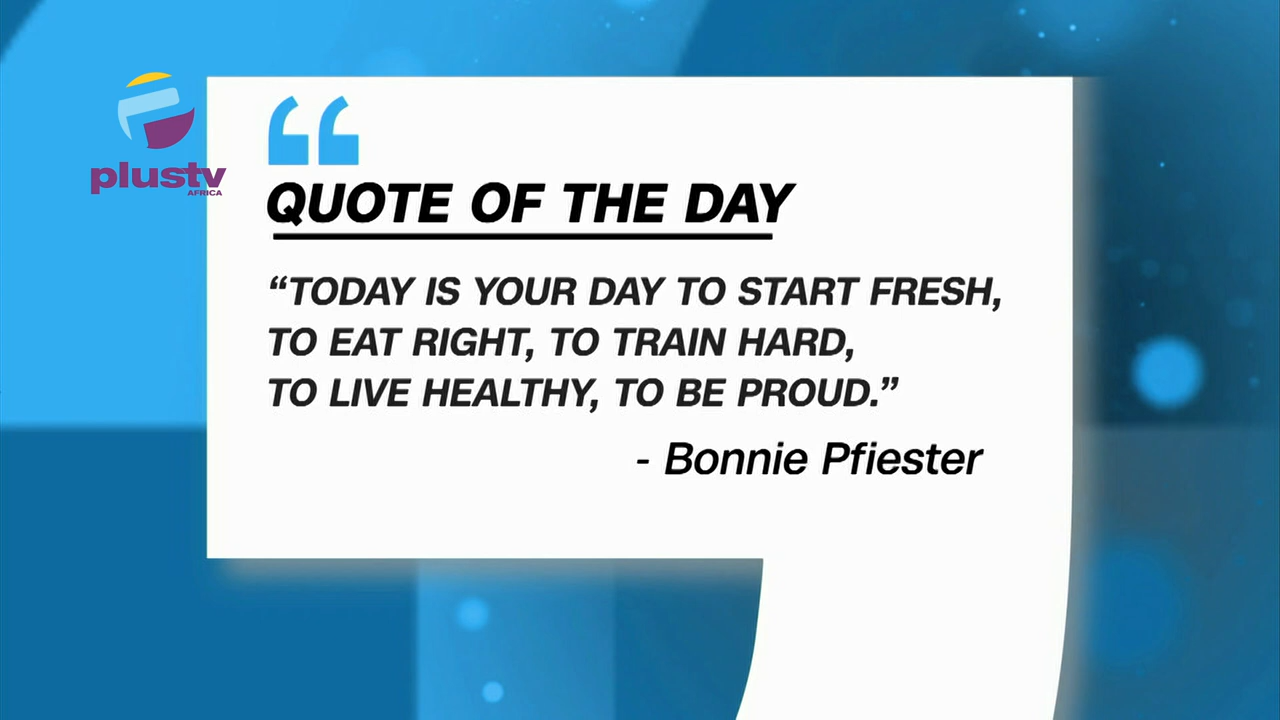 plustv
AFRICA
QUOTE OF THE DAY
“TODAY IS YOUR DAY TO START FRESH,
TO EAT RIGHT, TO TRAIN HARD,
TO LIVE HEALTHY, TO BE PROUD.”
- Bonnie Pfiester